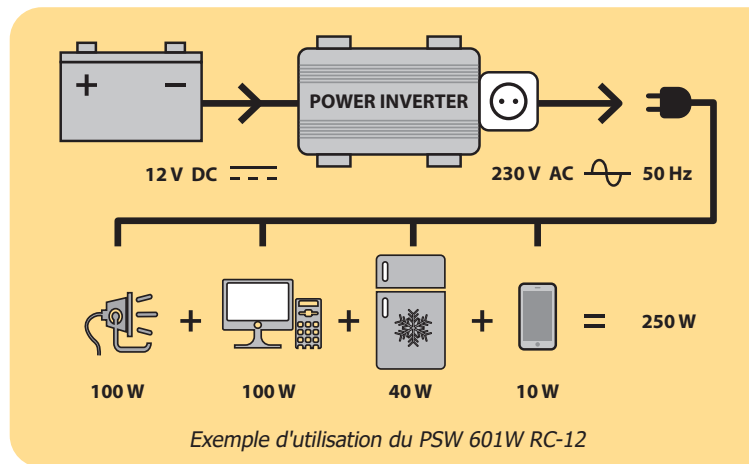 + −
POWER INVERTER
12 V DC
230 V AC 50 Hz
+ + + = 250 W
100 W 100 W 40 W 10 W
Exemple d'utilisation du PSW 601W RC-12